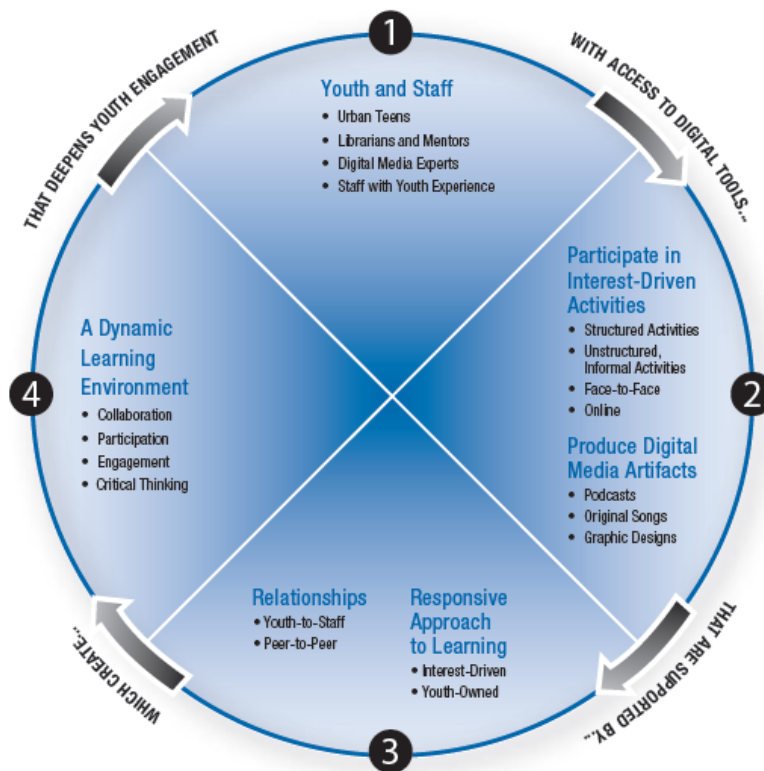 1
Youth and Staff
• Urban Teens
• Librarians and Mentors
• Digital Media Experts
• Staff with Youth Experience
WITH ACCESS TO DIGITAL TOOLS...
2
Participate in
Interest-Driven
Activities
• Structured Activities
• Unstructured,
Informal Activities
• Face-to-Face
• Online
Produce Digital
Media Artifacts
• Podcasts
• Original Songs
• Graphic Designs
THAT ARE SUPPORTED BY...
3
Relationships
• Youth-to-Staff
• Peer-to-Peer
Responsive
Approach
to Learning
• Interest-Driven
• Youth-Owned
WHICH CREATE...
4
A Dynamic
Learning
Environment
• Collaboration
• Participation
• Engagement
• Critical Thinking
THAT DEEPENS YOUTH ENGAGEMENT